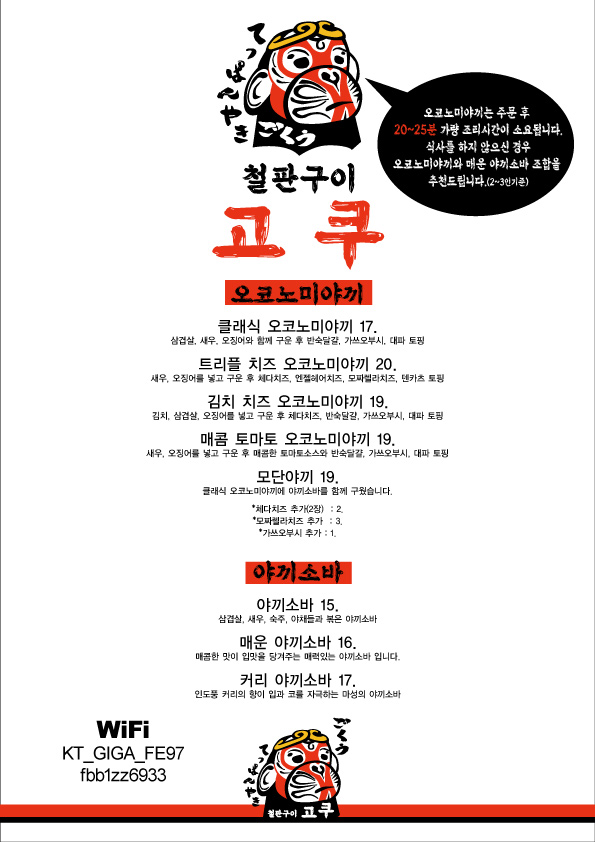 てっぱんやき
ごくう
오코노미야끼는 주문 후
20~25분 가량 조리시간이 소요됩니다.
식사를 하지 않으신 경우
오코노미야끼와 매운 야끼소바 조합을
추천드립니다.(2~3인기준)
철판구이
고쿠
오코노미야끼
클래식 오코노미야끼 17.
삼겹살, 새우, 오징어와 함께 구운 후 반숙달걀, 가쓰오부시, 대파 토핑
트리플 치즈 오코노미야끼 20.
새우, 오징어를 넣고 구운 후 체다치즈, 엔젤헤어치즈, 모짜렐라치즈, 덴카츠 토핑
김치 치즈 오코노미야끼 19.
김치, 삼겹살, 오징어를 넣고 구운 후 체다치즈, 반숙달걀, 가쓰오부시, 대파 토핑
매콤 토마토 오코노미야끼 19.
새우, 오징어를 넣고 구운 후 매콤한 토마토소스와 반숙달걀, 가쓰오부시, 대파 토핑
모단야끼 19.
클래식 오코노미야끼에 야끼소바를 함께 구웠습니다.
*체다치즈 추가(2장) : 2.
*모짜렐라치즈 추가 : 3.
*가쓰오부시 추가 : 1.
야끼소바
야끼소바 15.
삼겹살, 새우, 숙주, 야채들과 볶은 야끼소바
매운 야끼소바 16.
매콤한 맛이 입맛을 당겨주는 매력있는 야끼소바 입니다.
커리 야끼소바 17.
인도풍 커리의 향이 입과 코를 자극하는 마성의 야끼소바
WiFi
KT_GIGA_FE97
fbb1zz6933
ごくう
てっぱんやき
철판구이 고쿠